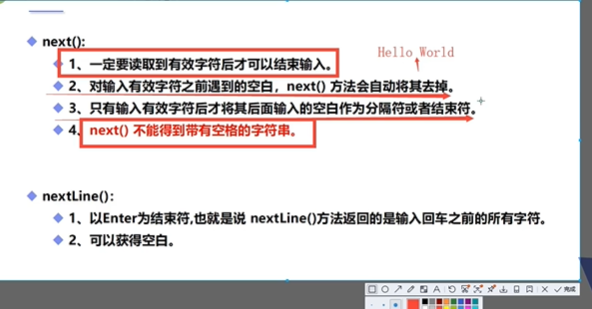 next():
Hello World
1、一定要读取到有效字符后才可以结束输入。
2、对输入有效字符之前遇到的空白，next() 方法会自动将其去掉。
3、只有输入有效字符后才将其后面输入的空白作为分隔符或者结束符。
4、next() 不能得到带有空格的字符串。
nextLine():
1、以Enter为结束符,也就是说 nextLine()方法返回的是输入回车之前的所有字符。
2、可以获得空白。
完成